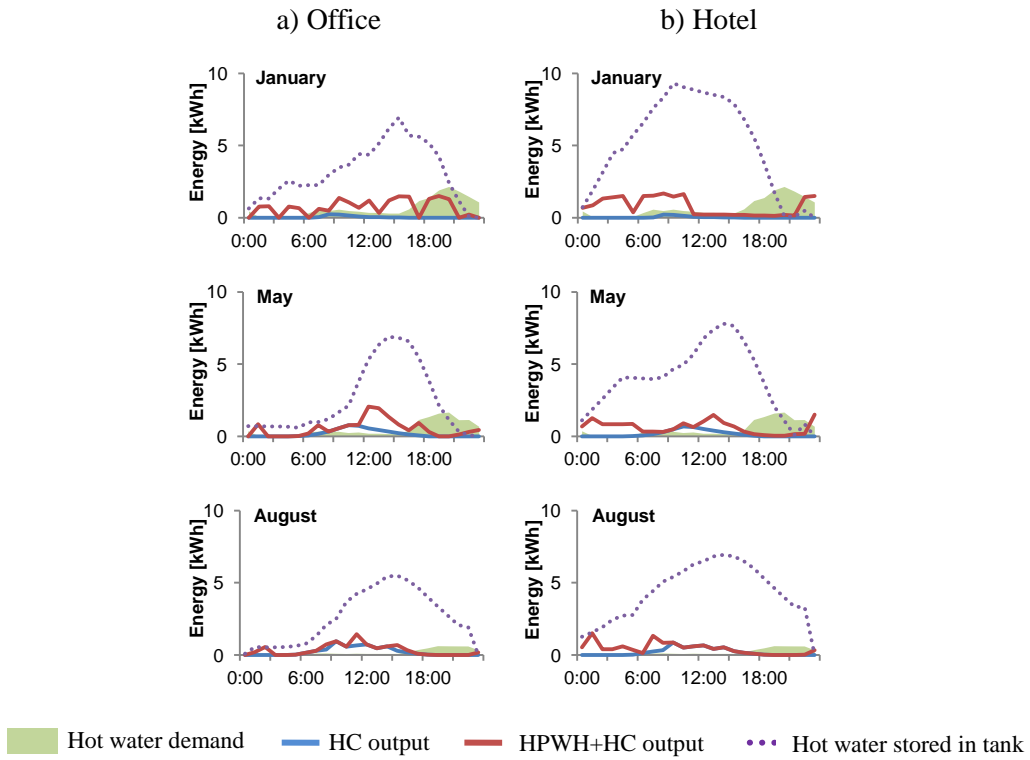 a) Office
b) Hotel
January
Energy [kWh]
10
5
0
0:00 6:00 12:00 18:00
January
Energy [kWh]
10
5
0
0:00 6:00 12:00 18:00
May
Energy [kWh]
10
5
0
0:00 6:00 12:00 18:00
May
Energy [kWh]
10
5
0
0:00 6:00 12:00 18:00
August
Energy [kWh]
10
5
0
0:00 6:00 12:00 18:00
August
Energy [kWh]
10
5
0
0:00 6:00 12:00 18:00
Hot water demand HC output HPWH+HC output Hot water stored in tank